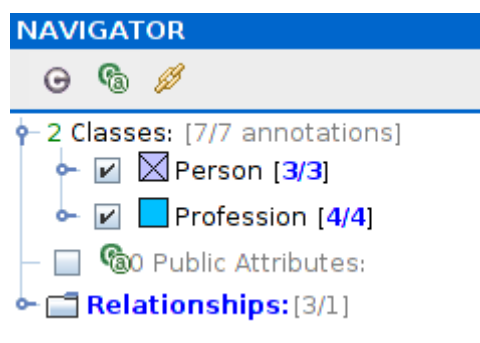 NAVIGATOR
2 Classes: [7/7 annotations]
Person [3/3]
Profession [4/4]
0 Public Attributes:
Relationships: [3/1]